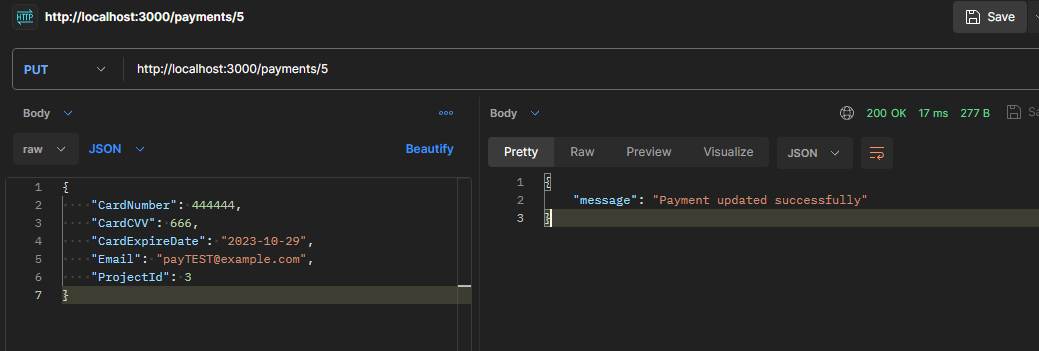 HTTP http://localhost:3000/payments/5
Save
PUT http://localhost:3000/payments/5
Body
raw JSON Beautify
1 {
2 "CardNumber": 444444,
3 "CardCVV": 666,
4 "CardExpireDate": "2023-10-29",
5 "Email": "payTEST@example.com",
6 "ProjectId": 3
7 }
Body 200 OK 17 ms 277 B Sa
Pretty Raw Preview Visualize JSON
1 {
2 "message": "Payment updated successfully"
3 }